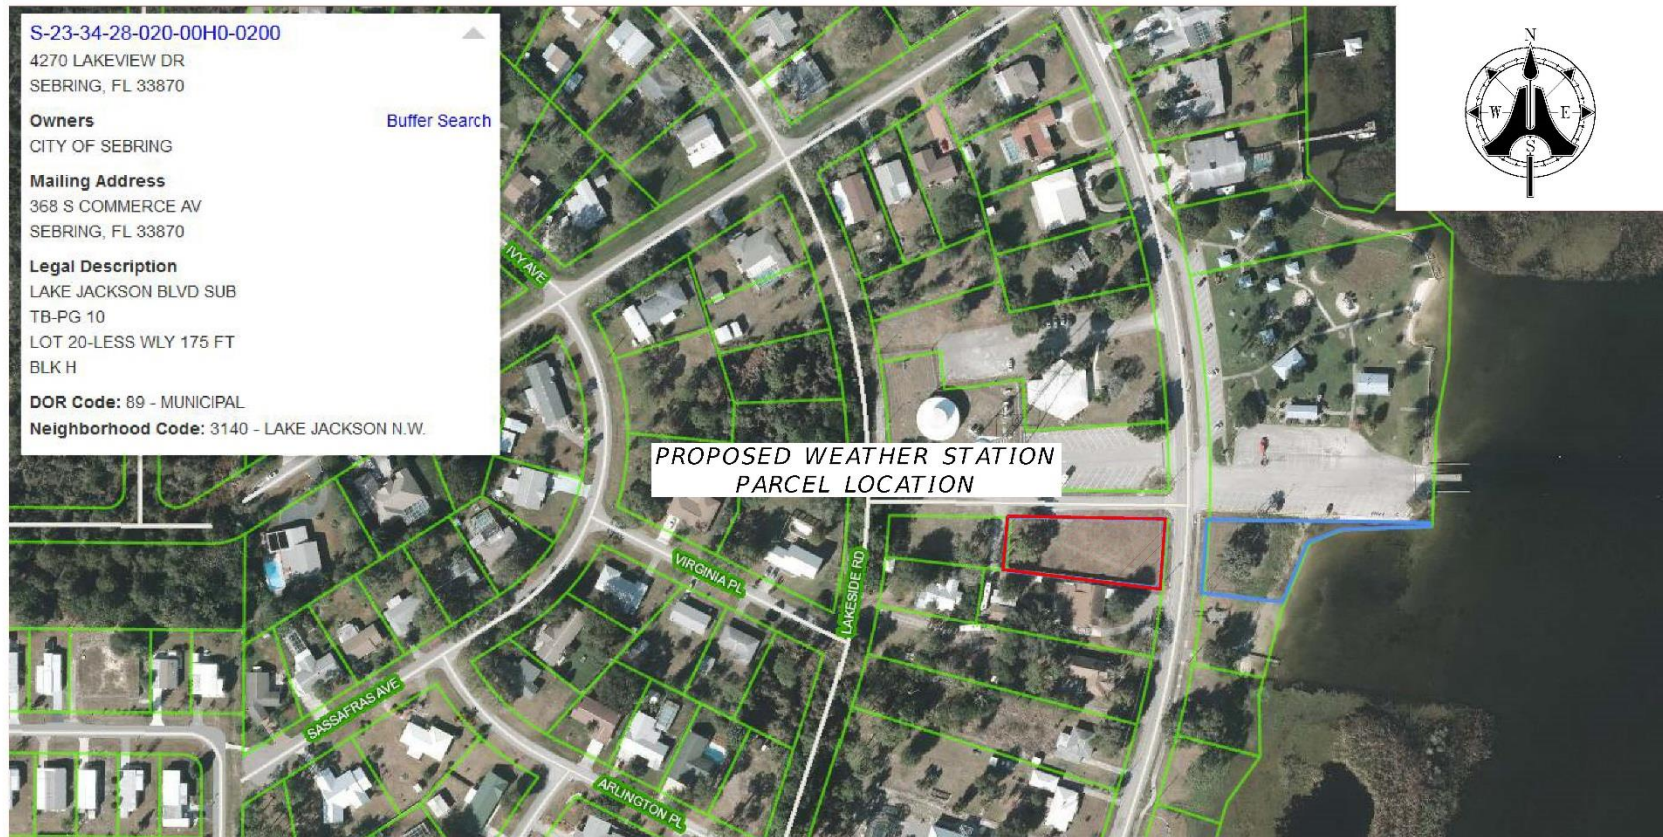 S-23-34-28-020-00H0-0200
4270 LAKEVIEW DR
SEBRING, FL 33870
Owners
Buffer Search
CITY OF SEBRING
Mailing Address
368 S COMMERCE AV
SEBRING, FL 33870
Legal Description
LAKE JACKSON BLVD SUB
TB-PG 10
LOT 20-LESS WLY 175 FT
BLK H
DOR Code: 89 - MUNICIPAL
Neighborhood Code: 3140 - LAKE JACKSON N.W.
N
W
E
S
IVY AVE
PROPOSED WEATHER STATION
PARCEL LOCATION
VIRGINIA PL
LAKESIDE RD
SASSAFRAS AVE
ARLINGTON PL